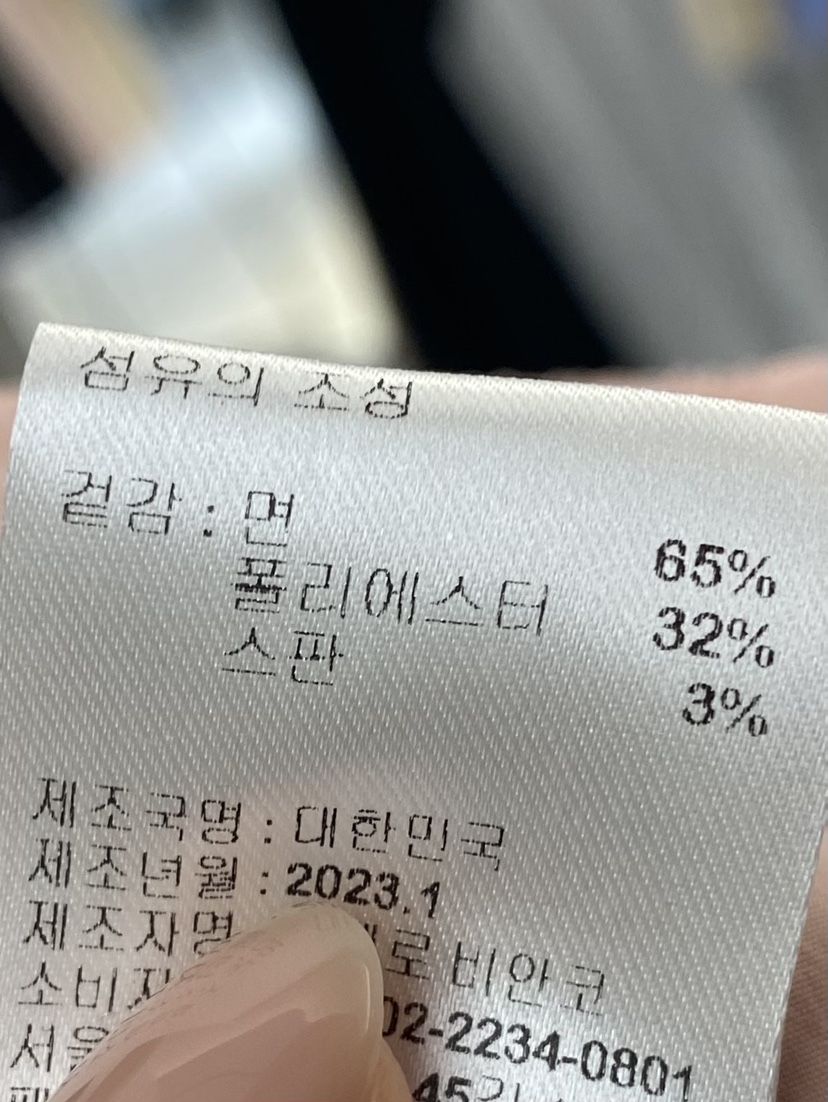 섬유의 조성
겉감 : 면 65%
폴리에스터 32%
스판 3%
제조국명 : 대한민국
제조년월 : 2023.1
제조자명 로비안코
02-2234-0801